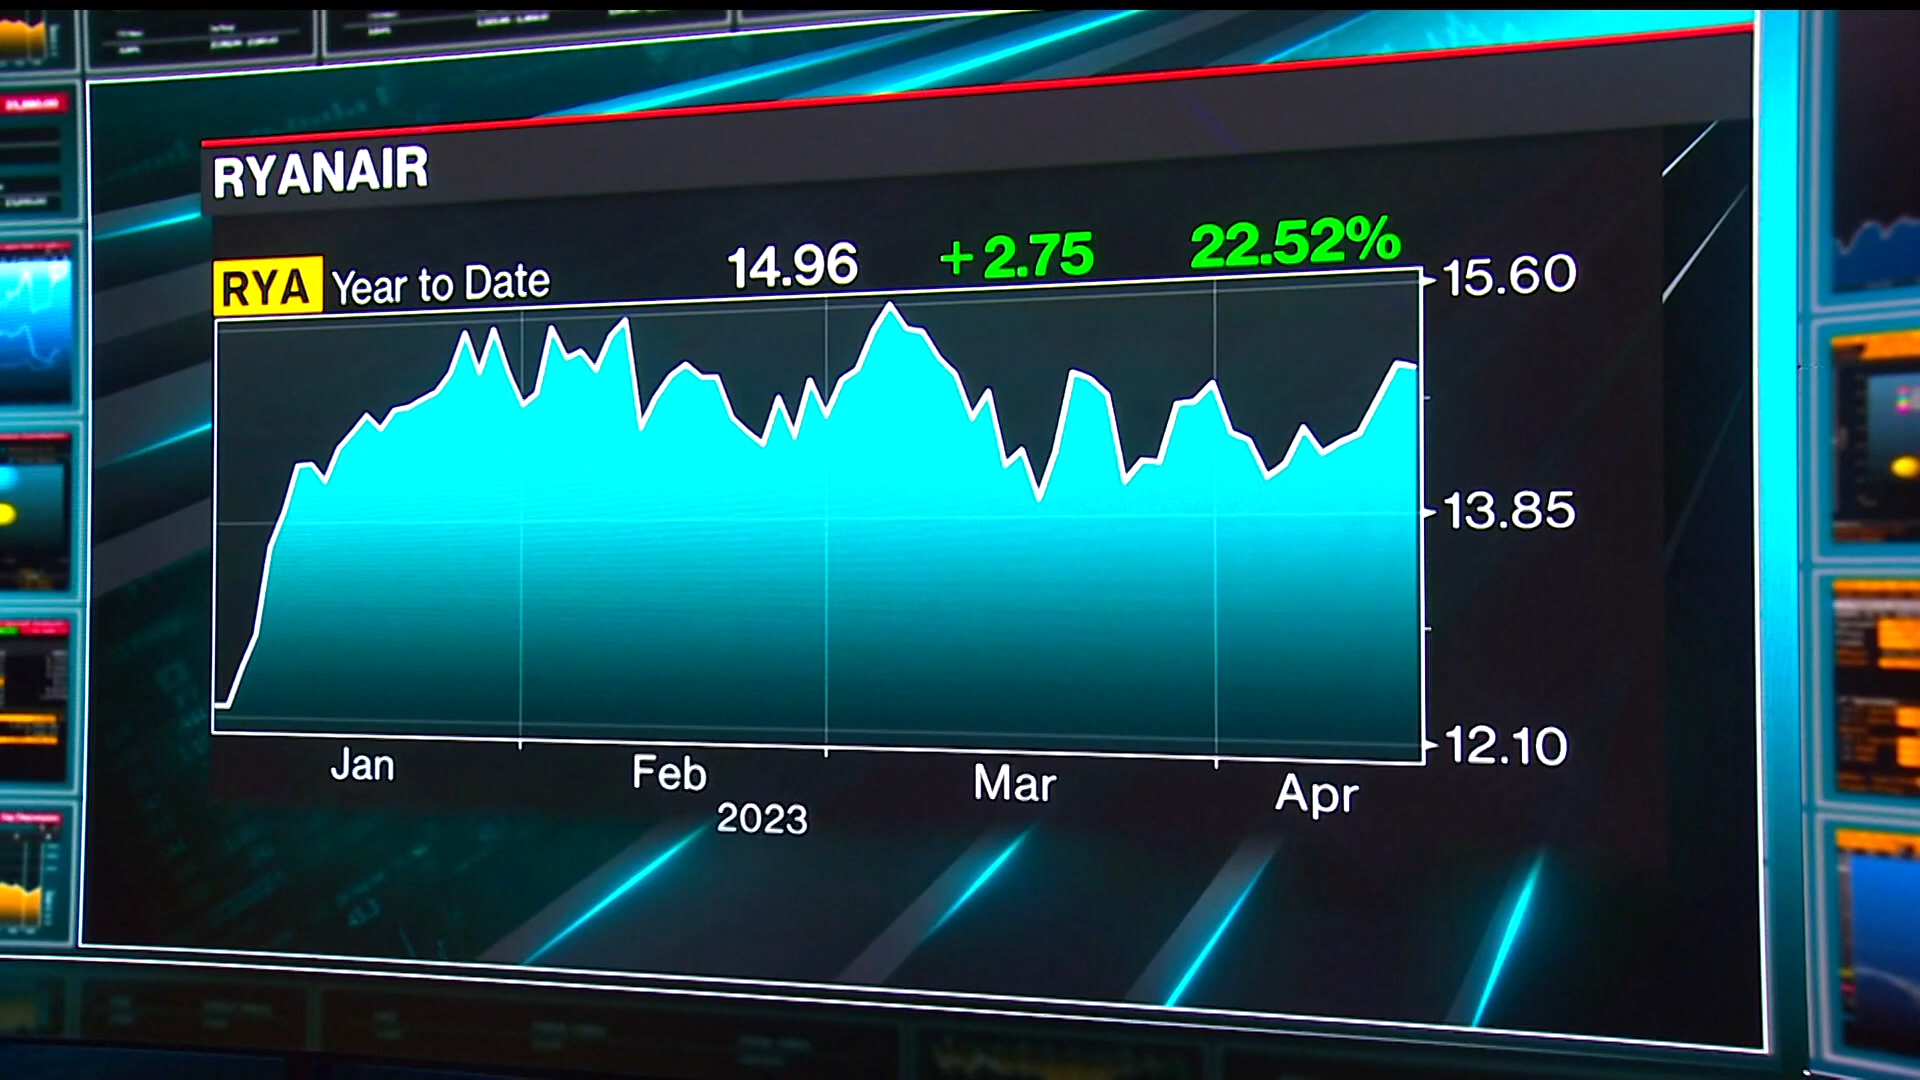 RYANAIR
RYA Year to Date 14.96 +2.75 22.52%
15.60
13.85
12.10
Jan Feb Mar Apr
2023